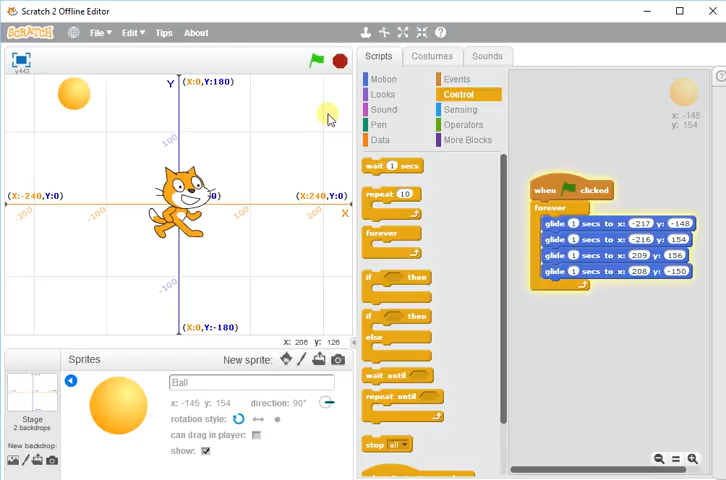 Scratch 2 Offline Editor
SCRATCH File Edit Tips About
v443
Scripts Costumes Sounds
Y (X:0,Y:180)
100
(X:-240,Y:0) (X:240,Y:0)
-200 -100 100 200 X
-100
(X:0,Y:-180)
x: 206 y: 126
Motion Events
Looks Control
Sound Sensing
Pen Operators
Data More Blocks
wait 1 secs
repeat 10
forever
if then
if then
else
wait until
repeat until
stop all
x: -145
y: 154
when clicked
forever
glide 1 secs to x: -217 y: -148
glide 1 secs to x: -216 y: 154
glide 1 secs to x: 209 y: 156
glide 1 secs to x: 208 y: -150
Sprites New sprite:
Stage
2 backdrops
New backdrop:
Ball
x: -145 y: 154 direction: 90°
rotation style:
can drag in player:
show: